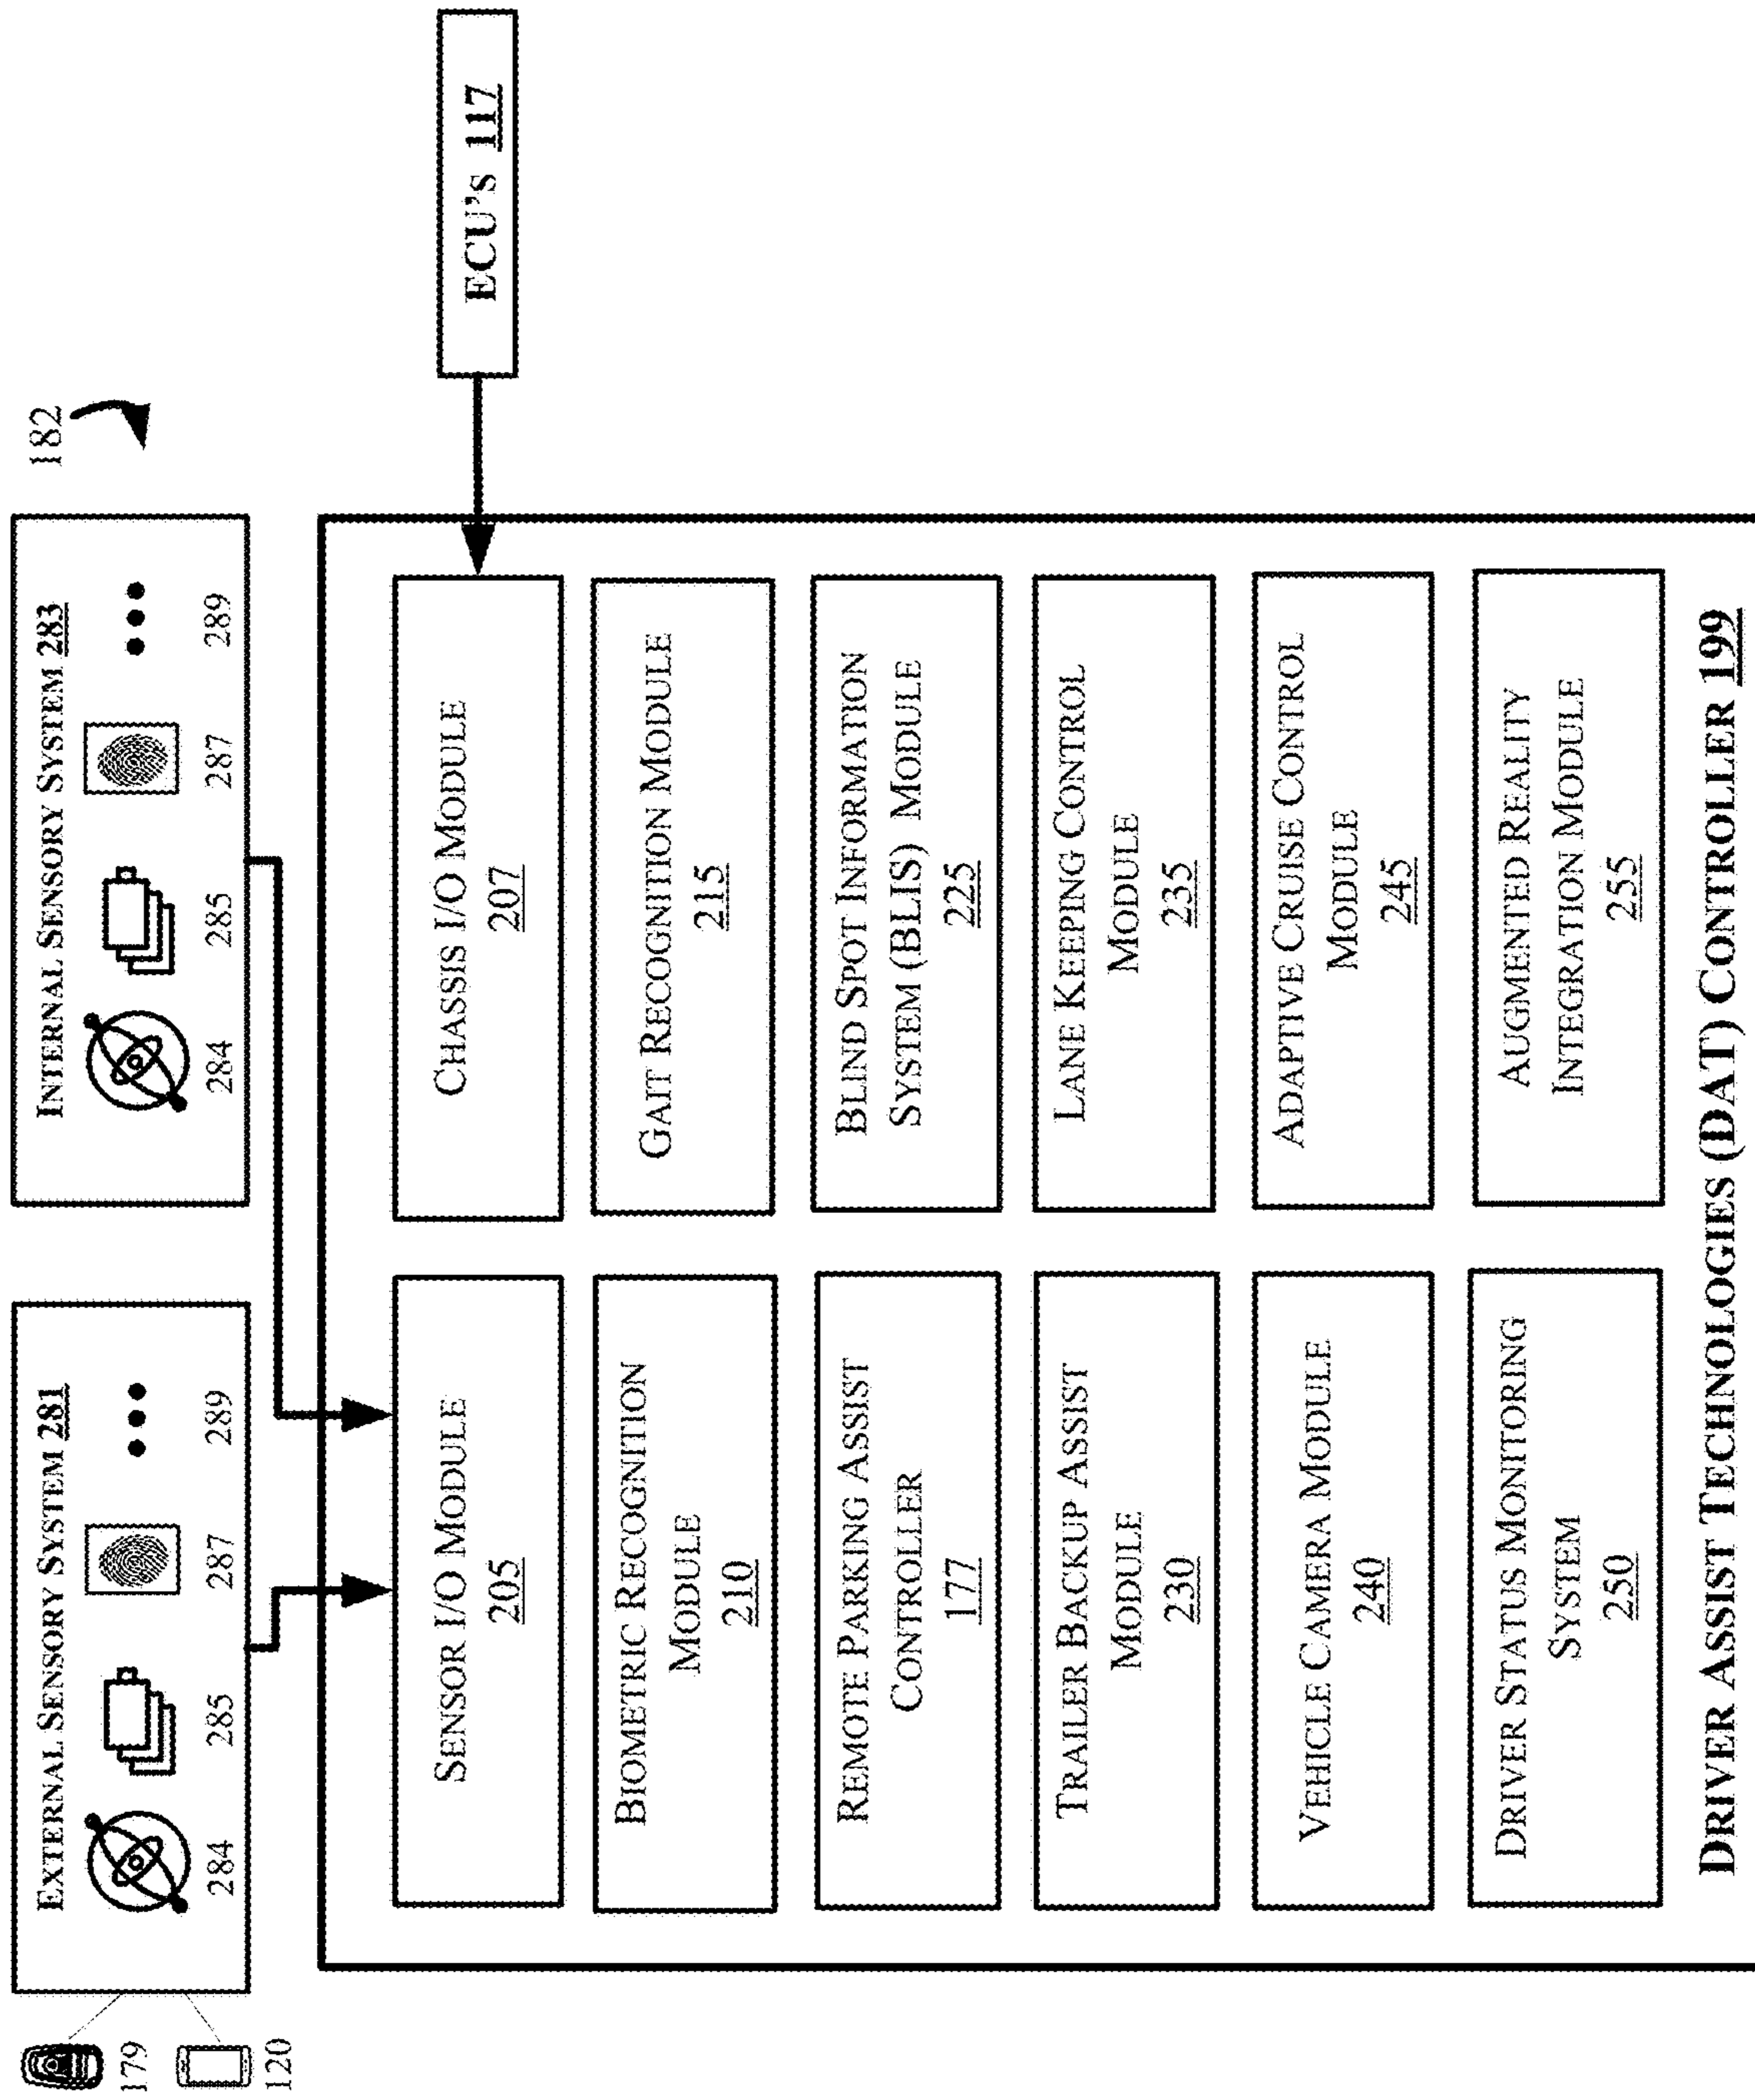 179
120
EXTERNAL SENSORY SYSTEM 281
284
285
287
289
INTERNAL SENSORY SYSTEM 283
284
285
287
289
182
ECU's 117
SENSOR I/O MODULE
205
CHASSIS I/O MODULE
207
BIOMETRIC RECOGNITION
MODULE
210
GAIT RECOGNITION MODULE
215
REMOTE PARKING ASSIST
CONTROLLER
177
BLIND SPOT INFORMATION
SYSTEM (BLIS) MODULE
225
TRAILER BACKUP ASSIST
MODULE
230
LANE KEEPING CONTROL
MODULE
235
VEHICLE CAMERA MODULE
240
ADAPTIVE CRUISE CONTROL
MODULE
245
DRIVER STATUS MONITORING
SYSTEM
250
AUGMENTED REALITY
INTEGRATION MODULE
255
DRIVER ASSIST TECHNOLOGIES (DAT) CONTROLLER 199